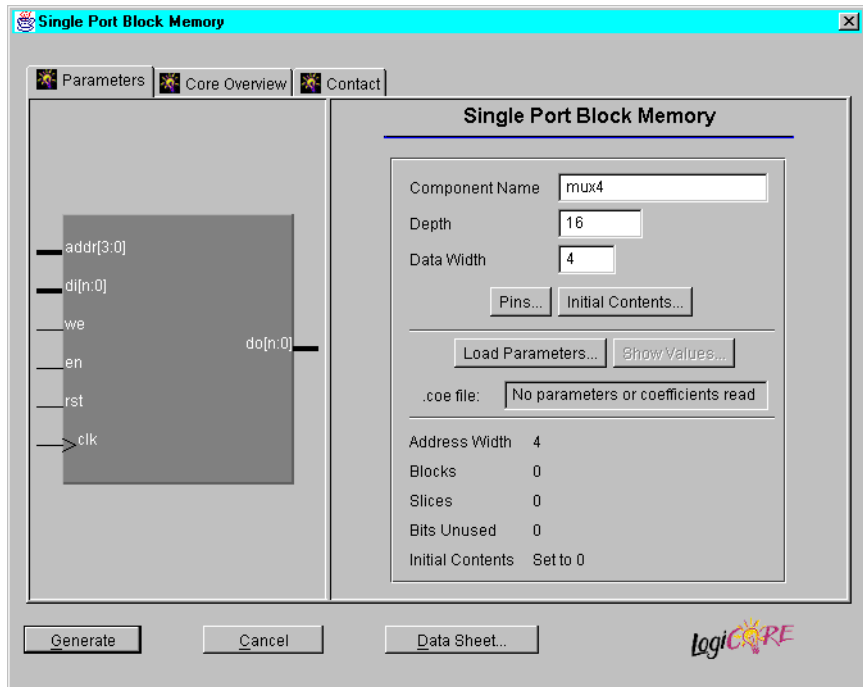 Single Port Block Memory
Parameters Core Overview Contact
addr[3:0]
di[n:0]
we
en
rst
clk
do[n:0]
Single Port Block Memory
Component Name mux4
Depth 16
Data Width 4
Pins... Initial Contents...
Load Parameters... Show Values...
.coe file: No parameters or coefficients read
Address Width 4
Blocks 0
Slices 0
Bits Unused 0
Initial Contents Set to 0
Generate Cancel Data Sheet... LogiCORE